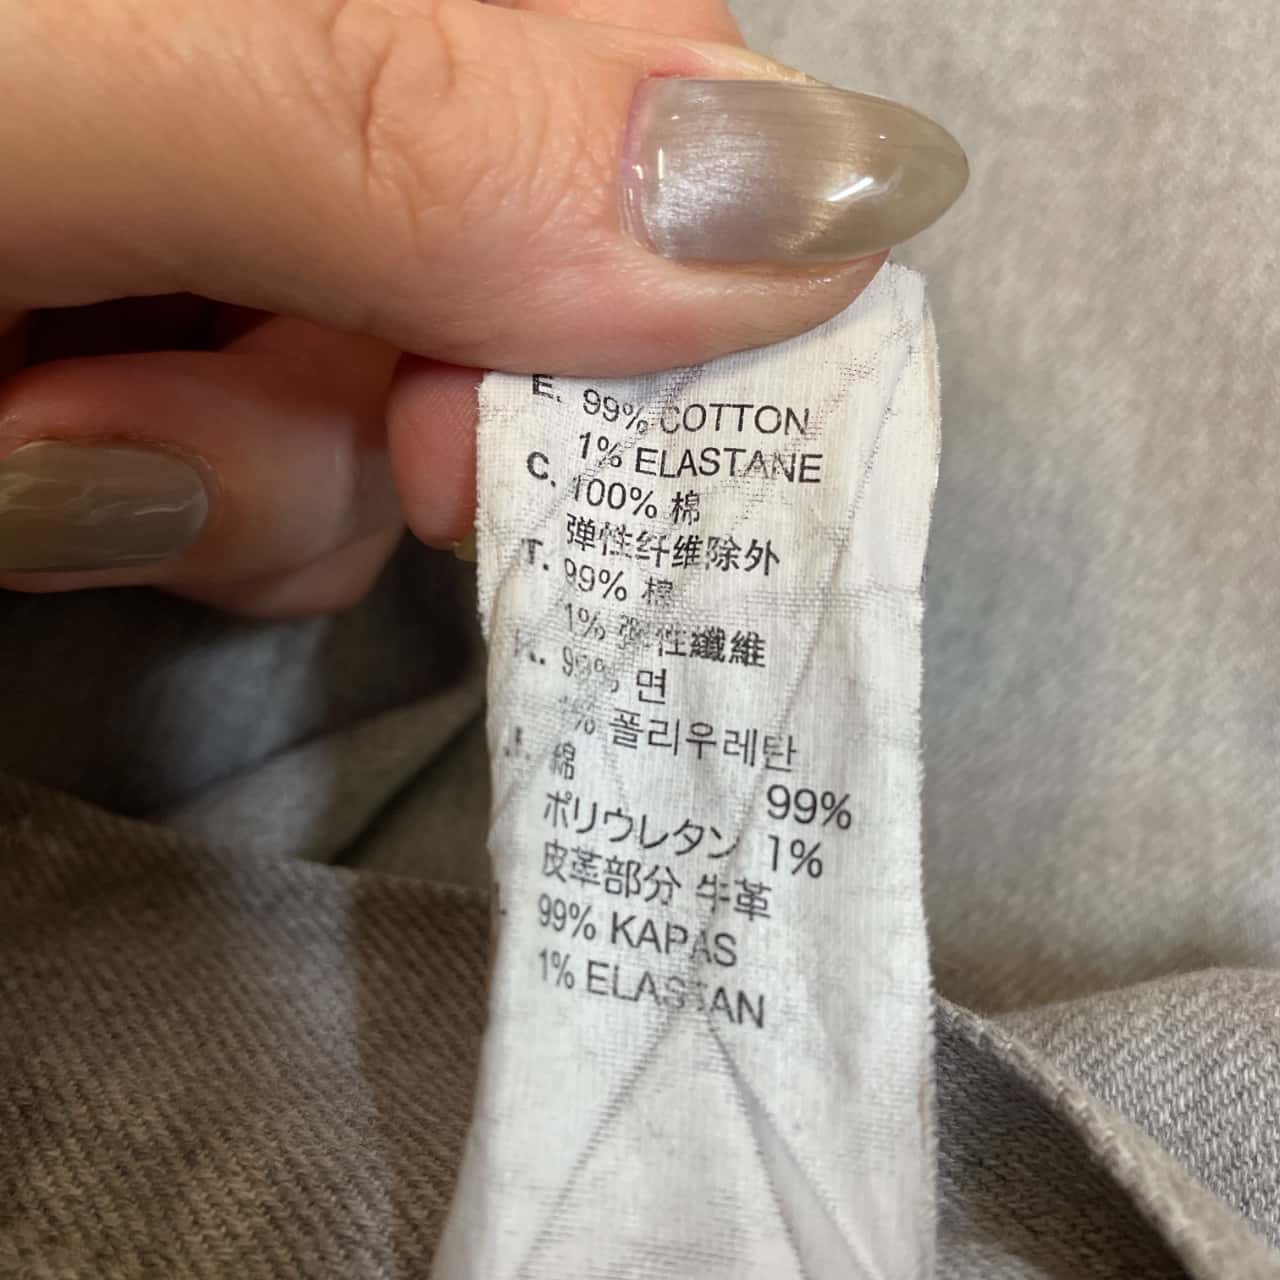 E. 99% COTTON
1% ELASTANE
C. 100% 棉
弹性纤维除外
T. 99% 棉
1% 弾性纖維
K. 99% 면
1% 폴리우레탄
J. 綿 99%
ポリウレタン 1%
皮革部分 牛革
99% KAPAS
1% ELASTAN